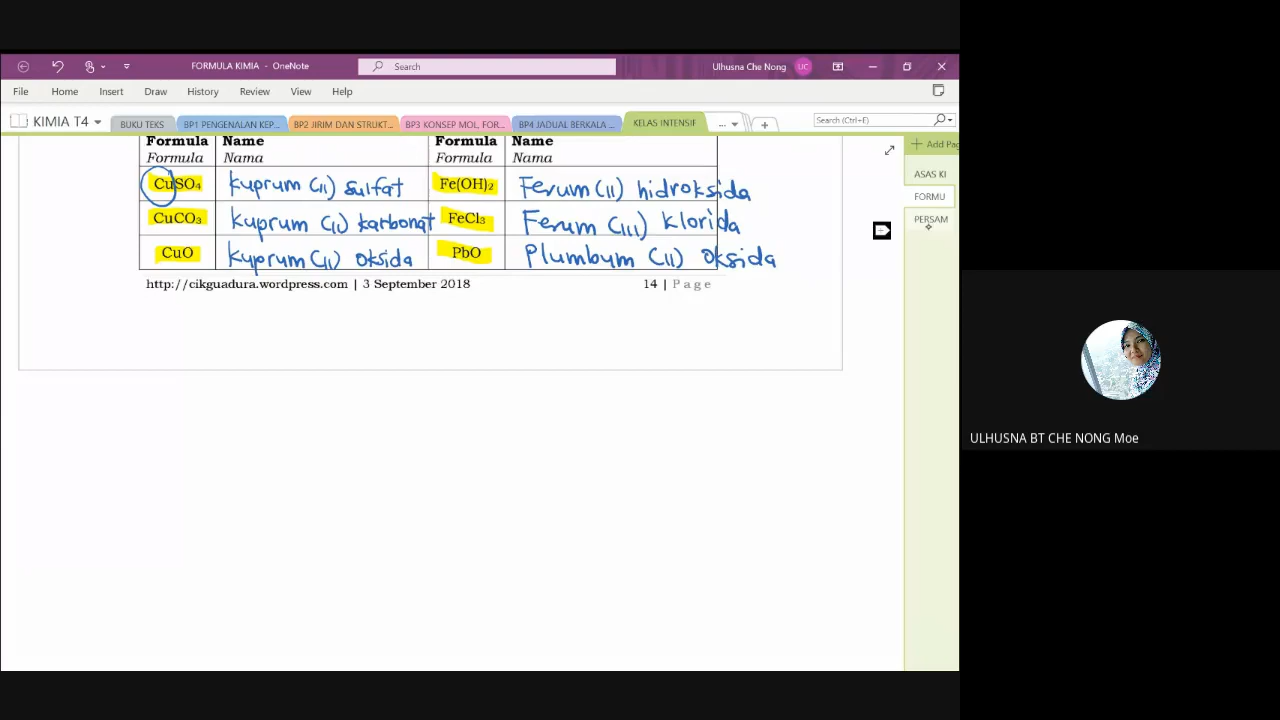 FORMULA KIMIA - OneNote
Search
Ulhusna Che Nong
UC
File Home Insert Draw History Review View Help
KIMIA T4
BUKU TEKS
BP1 PENGENALAN KEP...
BP2 JIRIM DAN STRUKT...
BP3 KONSEP MOL, FOR...
BP4 JADUAL BERKALA ...
KELAS INTENSIF
...
Search (Ctrl+E)
Add Pag
ASAS KI
FORMU
PERSAM
Formula Name Formula Name
Formula Nama Formula Nama
CuSO₄ kuprum (II) sulfat Fe(OH)₂ Ferum (II) hidroksida
CuCO₃ kuprum (II) karbonat FeCl₃ Ferum (III) klorida
CuO kuprum (II) oksida PbO Plumbum (II) oksida
http://cikguadura.wordpress.com | 3 September 2018 14 | Page
ULHUSNA BT CHE NONG Moe